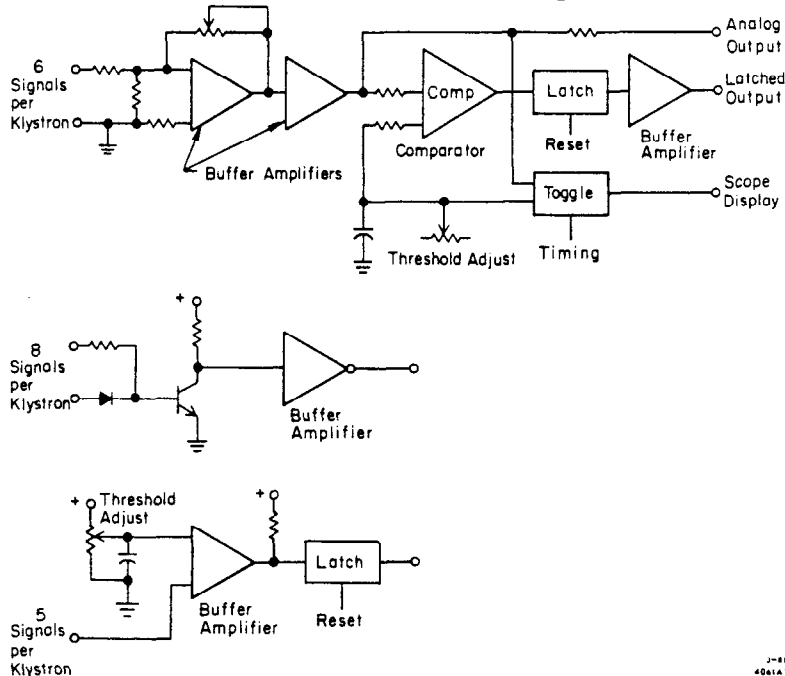 Analog
Output
6
Signals
per
Klystron
Comp
Latch
Latched
Output
Buffer Amplifiers
Comparator
Reset
Buffer
Amplifier
Toggle
Scope
Display
Threshold Adjust
Timing
+
8
Signals
per
Klystron
Buffer
Amplifier
+
Threshold
Adjust
+
Latch
Buffer
Amplifier
Reset
5
Signals
per
Klystron